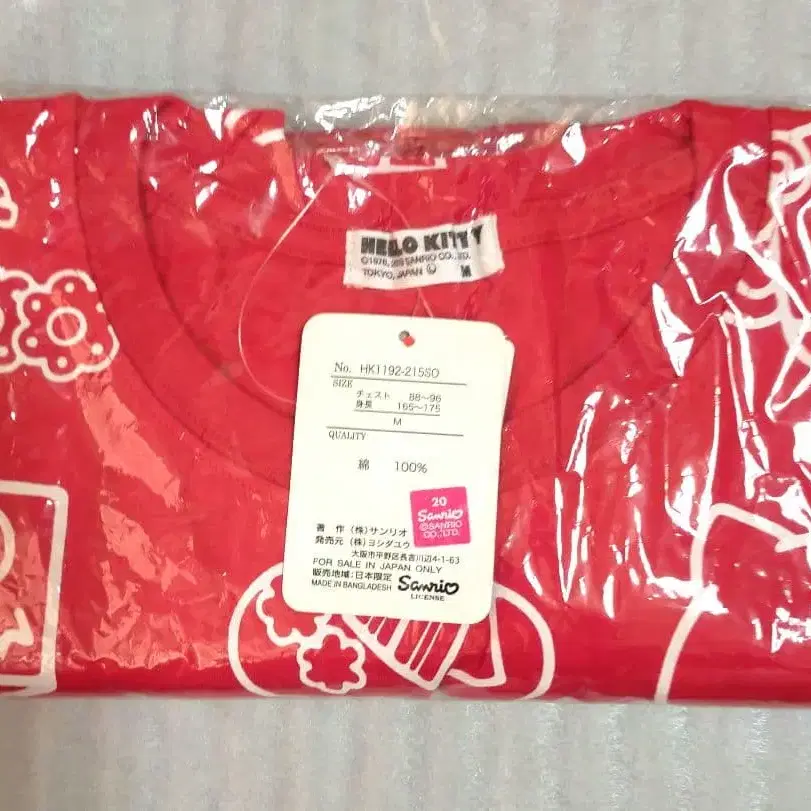 HELLO KITTY
©1976, SANRIO CO., LTD.
TOKYO, JAPAN Ⓛ
M
No. HK1192-215SO
SIZE
チェスト 88〜96
身長 165〜175
M
QUALITY
綿 100%
20
Sanrio
©SANRIO
CO., LTD.
著 作 (株) サンリオ
発売元 (株) ヨシダユウ
大阪市平野区長吉川辺4-1-63
FOR SALE IN JAPAN ONLY
販売地域: 日本限定
MADE IN BANGLADESH
Sanrio
LICENSE